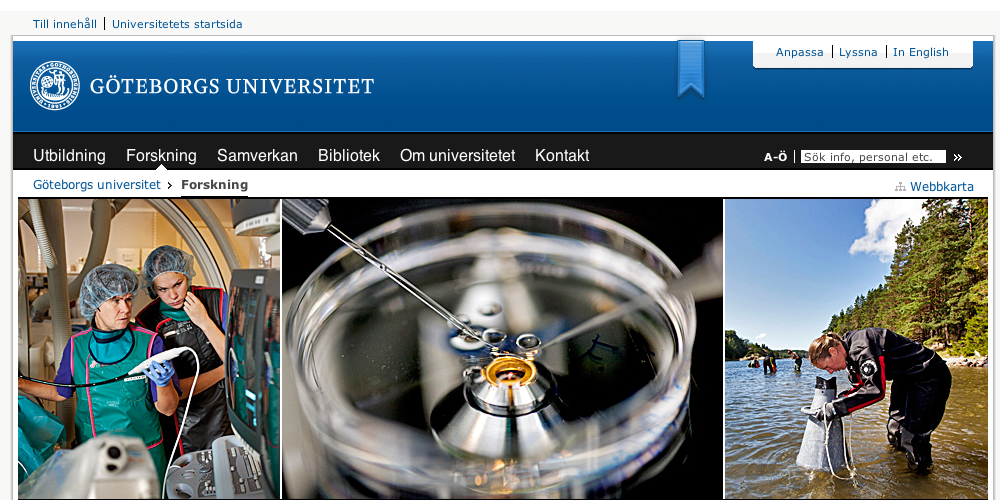 Till innehåll | Universitetets startsida
Anpassa | Lyssna | In English
GÖTEBORGS UNIVERSITET
Utbildning Forskning Samverkan Bibliotek Om universitetet Kontakt
A-Ö | Sök info, personal etc. »
Göteborgs universitet › Forskning
Webbkarta